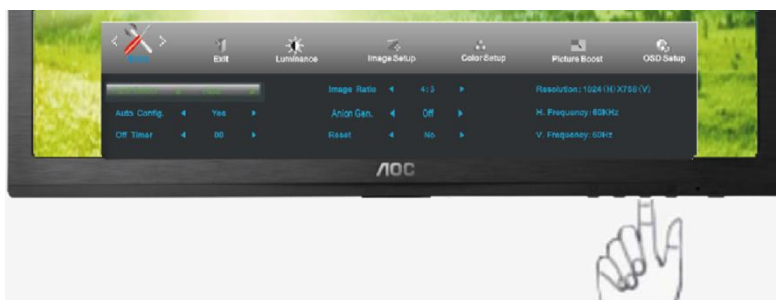 Exit Luminance Image Setup Color Setup Picture Boost OSD Setup
Image Ratio 4:3 Resolution: 1024(H)X768(V)
Auto Config. Yes Anion Gen. Off H. Frequency: 60KHz
Off Timer 00 Reset No V. Frequency: 60Hz
AOC